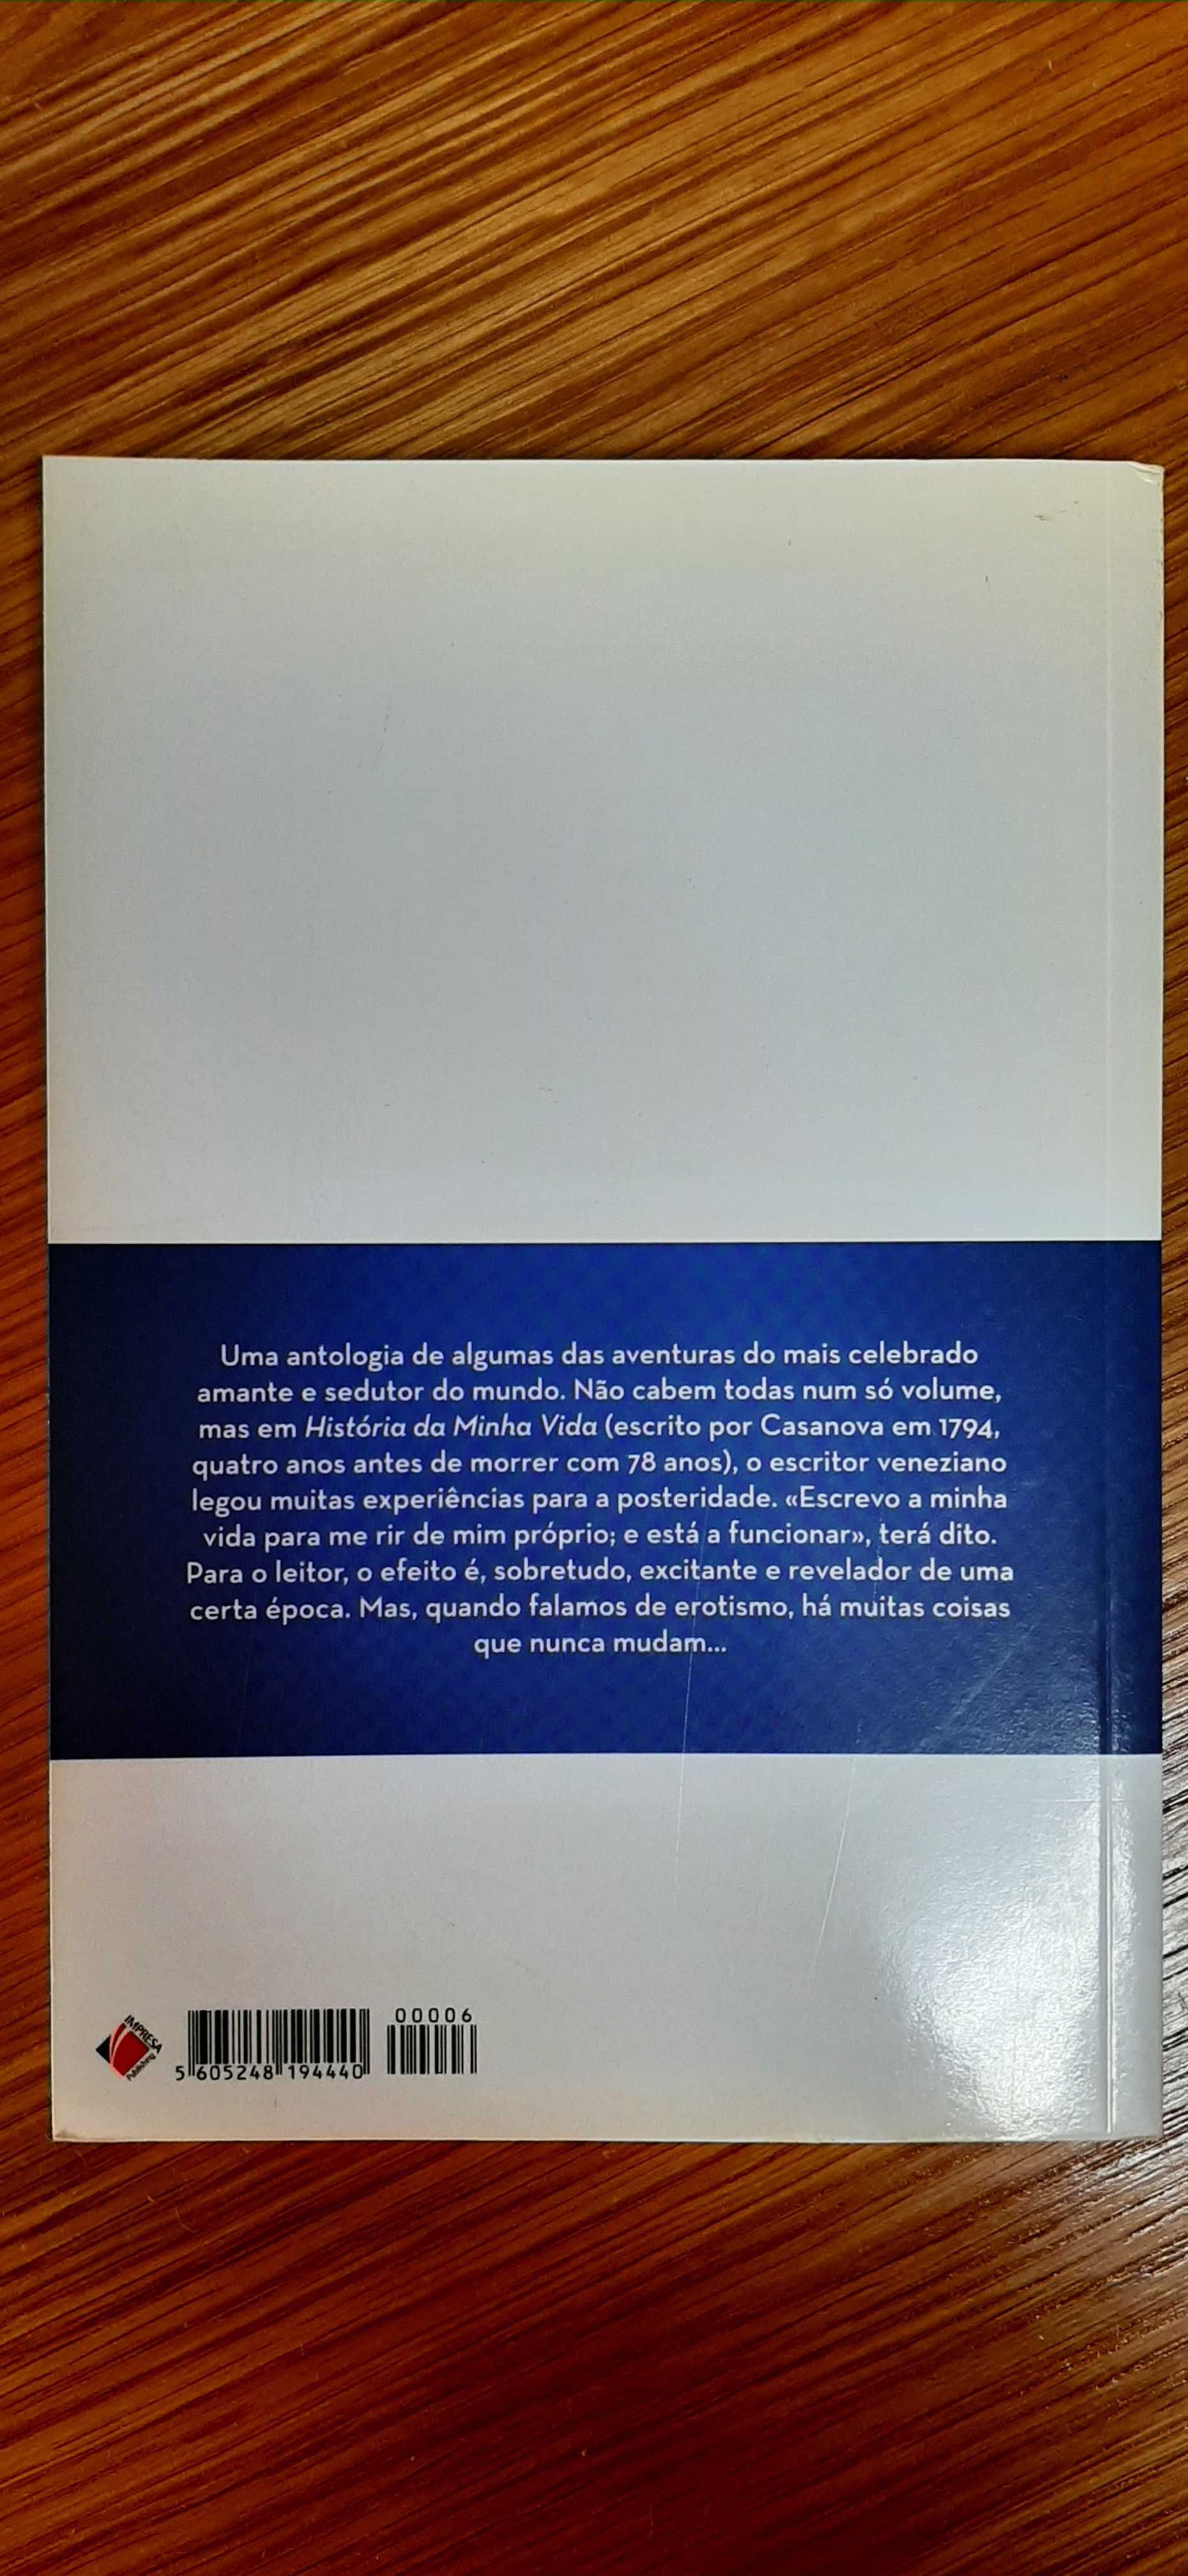 Uma antologia de algumas das aventuras do mais celebrado
amante e sedutor do mundo. Não cabem todas num só volume,
mas em História da Minha Vida (escrito por Casanova em 1794,
quatro anos antes de morrer com 78 anos), o escritor veneziano
legou muitas experiências para a posteridade. «Escrevo a minha
vida para me rir de mim próprio; e está a funcionar», terá dito.
Para o leitor, o efeito é, sobretudo, excitante e revelador de uma
certa época. Mas, quando falamos de erotismo, há muitas coisas
que nunca mudam...
IMPRESA
Publishing
5 605248 194440
00006